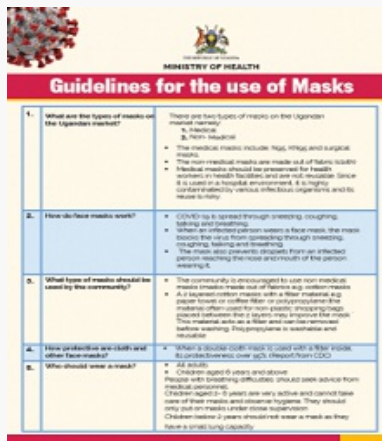 THE REPUBLIC OF UGANDA
MINISTRY OF HEALTH
Guidelines for the use of Masks
1. What are the types of masks on
the Ugandan market?
There are two types of masks on the Ugandan
market namely:
1. Medical
2. Non-Medical
• The medical masks include: N95, KN95 and surgical
masks.
• The non-medical masks are made out of fabric (cloth)
• Medical masks should be preserved for health
workers in health facilities and are not reusable. Since
it is used in a hospital environment, it is highly
contaminated by various infectious organisms and its
reuse is risky.
2. How do face masks work?
• COVID-19 is spread through sneezing, coughing,
talking and breathing.
• When an infected person wears a face mask, the mask
blocks the virus from spreading through sneezing,
coughing, talking and breathing.
• The mask also prevents droplets from an infected
person reaching the nose and mouth of the person
wearing it.
3. What type of masks should be
used by the community?
• The community is encouraged to use non medical
masks (masks made out of fabrics e.g. cotton masks
A 2 layered cotton masks with a filter material e.g.
paper towel or coffee filter or polypropylene (the
material often used for non-plastic shopping bags)
placed between the 2 layers may improve the mask.
This material acts as a filter and can be removed
before washing. Polypropylene is washable and
reusable
4. How protective are cloth and
other face masks?
• When a double cloth mask is used with a filter inside,
its protectiveness is over 95% (Report from CDC)
5. Who should wear a mask?
• All adults
• Children aged 6 years and above
People with breathing difficulties should seek advice from
medical personnel.
Children aged 2-5 years are very active and cannot take
care of their masks and observe hygiene. They should
only put on masks under close supervision
Children below 2 years should not wear a mask as they
have a small lung capacity